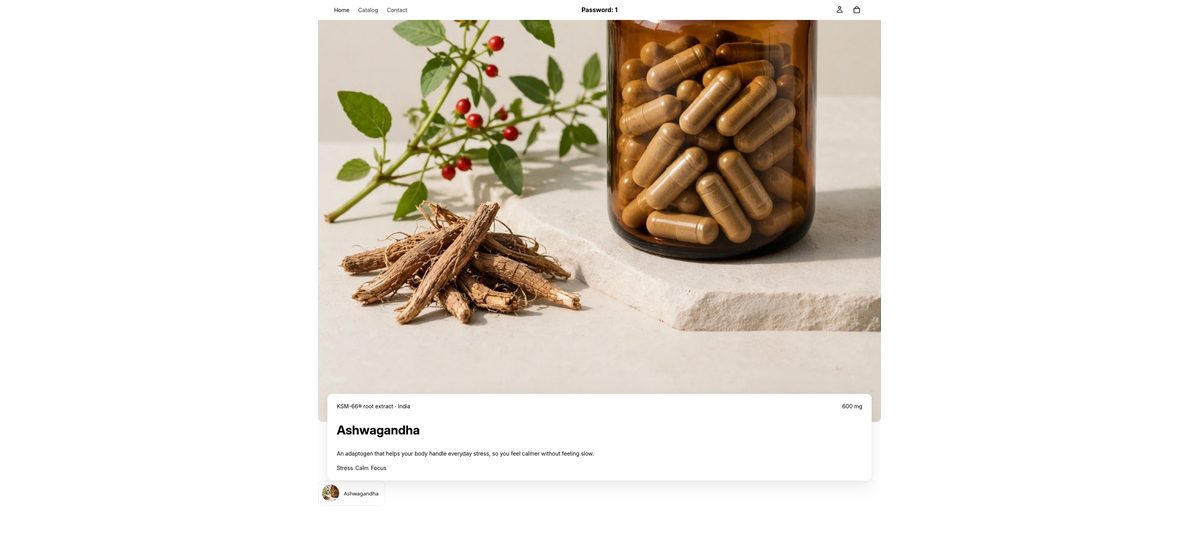 Home Catalog Contact Password: 1
KSM-66® root extract · India 600 mg
Ashwagandha
An adaptogen that helps your body handle everyday stress, so you feel calmer without feeling slow.
Stress Calm Focus
Ashwagandha